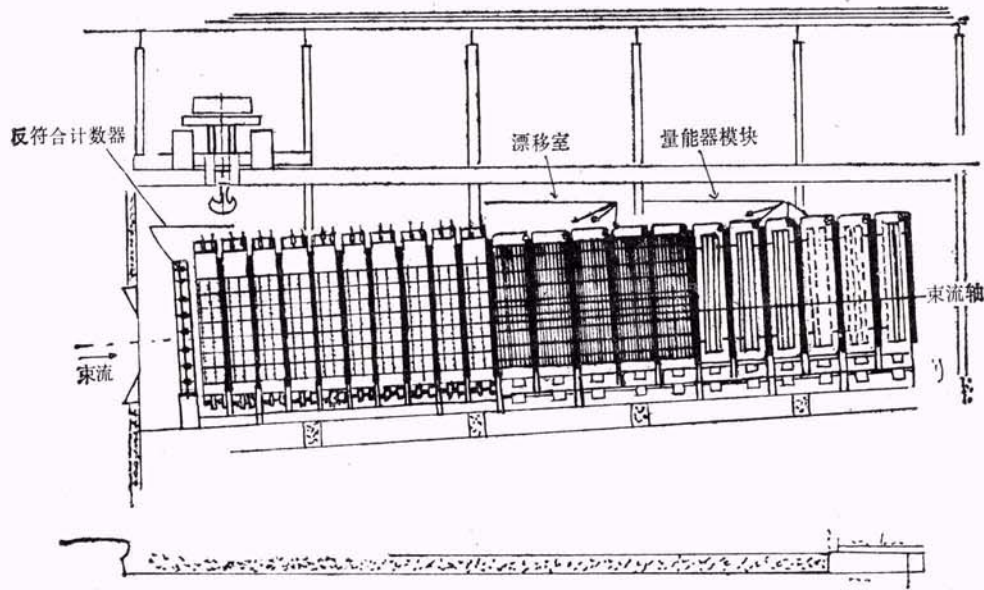 反符合计数器
漂移室
量能器模块
束流轴
束流